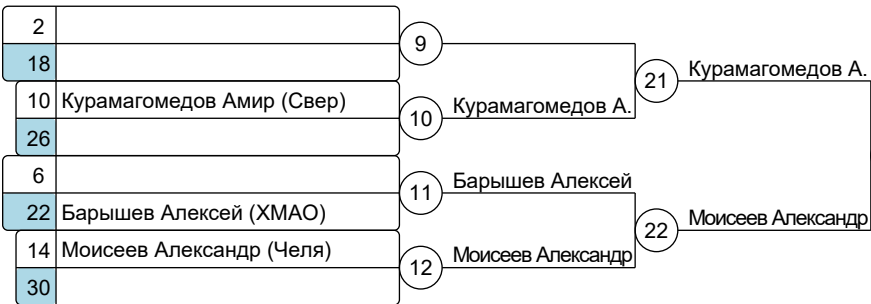 2
9
18
21
Курамагомедов А.
10 Курамагомедов Амир (Свер)
10
Курамагомедов А.
26
6
11
Барышев Алексей
22 Барышев Алексей (ХМАО)
22
Моисеев Александр
14 Моисеев Александр (Челя)
12
Моисеев Александр
30